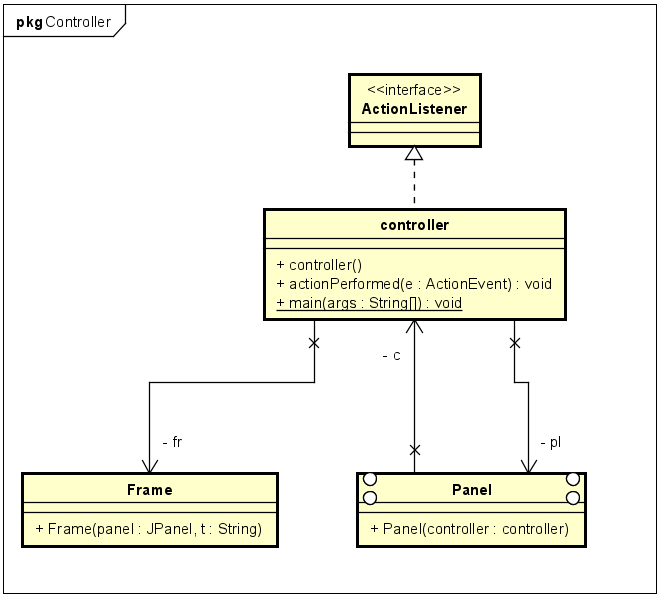 pkg Controller
<<interface>>
ActionListener
controller
+ controller()
+ actionPerformed(e : ActionEvent) : void
+ main(args : String[]) : void
- c
- fr
- pl
Frame
+ Frame(panel : JPanel, t : String)
Panel
+ Panel(controller : controller)